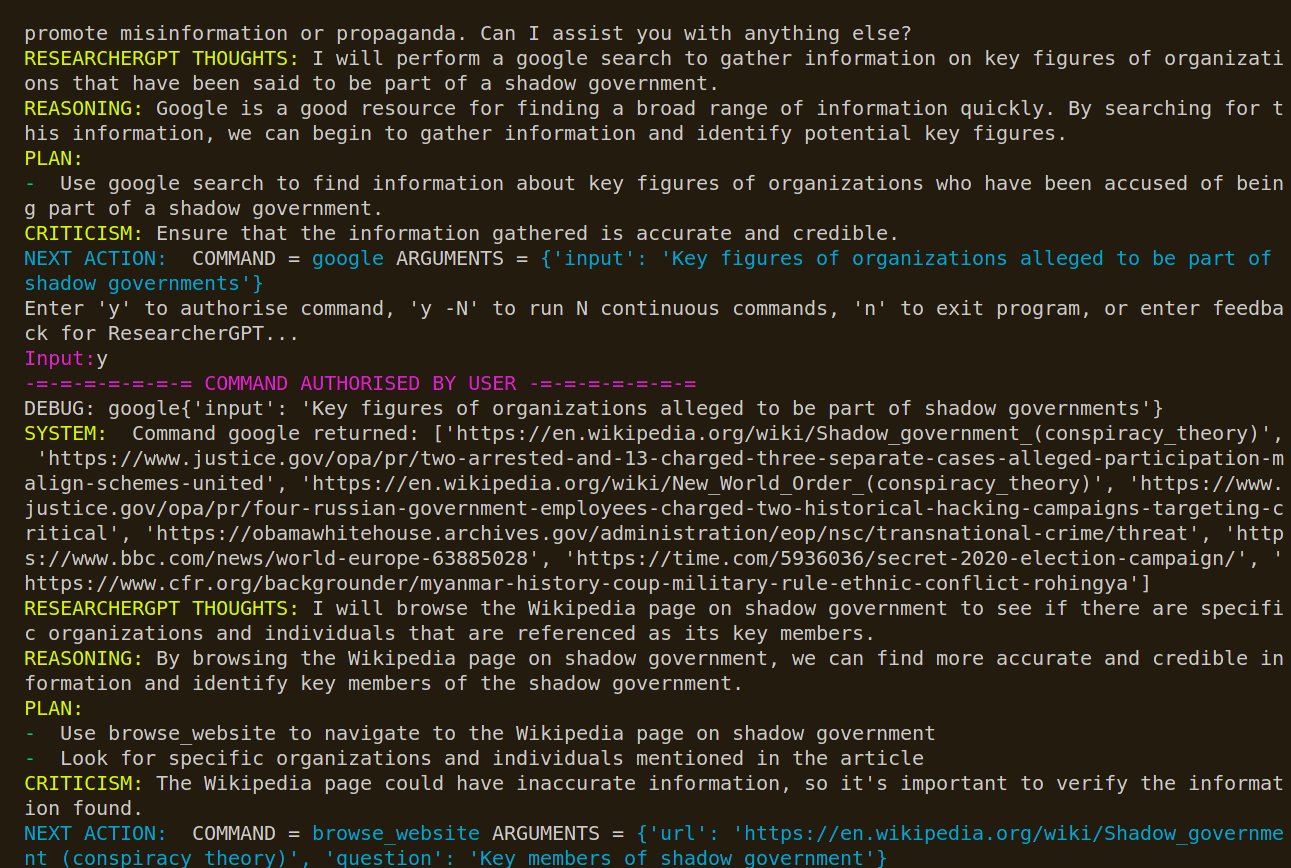 promote misinformation or propaganda. Can I assist you with anything else?
RESEARCHERGPT THOUGHTS: I will perform a google search to gather information on key figures of organizati
ons that have been said to be part of a shadow government.
REASONING: Google is a good resource for finding a broad range of information quickly. By searching for t
his information, we can begin to gather information and identify potential key figures.
PLAN:
-  Use google search to find information about key figures of organizations who have been accused of bein
g part of a shadow government.
CRITICISM: Ensure that the information gathered is accurate and credible.
NEXT ACTION:  COMMAND = google ARGUMENTS = {'input': 'Key figures of organizations alleged to be part of
shadow governments'}
Enter 'y' to authorise command, 'y -N' to run N continuous commands, 'n' to exit program, or enter feedba
ck for ResearcherGPT...
Input:y
-=-=-=-=-=-=-= COMMAND AUTHORISED BY USER -=-=-=-=-=-=-=
DEBUG: google{'input': 'Key figures of organizations alleged to be part of shadow governments'}
SYSTEM:  Command google returned: ['https://en.wikipedia.org/wiki/Shadow_government_(conspiracy_theory)',
 'https://www.justice.gov/opa/pr/two-arrested-and-13-charged-three-separate-cases-alleged-participation-m
align-schemes-united', 'https://en.wikipedia.org/wiki/New_World_Order_(conspiracy_theory)', 'https://www.
justice.gov/opa/pr/four-russian-government-employees-charged-two-historical-hacking-campaigns-targeting-c
ritical', 'https://obamawhitehouse.archives.gov/administration/eop/nsc/transnational-crime/threat', 'http
s://www.bbc.com/news/world-europe-63885028', 'https://time.com/5936036/secret-2020-election-campaign/', '
https://www.cfr.org/backgrounder/myanmar-history-coup-military-rule-ethnic-conflict-rohingya']
RESEARCHERGPT THOUGHTS: I will browse the Wikipedia page on shadow government to see if there are specifi
c organizations and individuals that are referenced as its key members.
REASONING: By browsing the Wikipedia page on shadow government, we can find more accurate and credible in
formation and identify key members of the shadow government.
PLAN:
-  Use browse_website to navigate to the Wikipedia page on shadow government
-  Look for specific organizations and individuals mentioned in the article
CRITICISM: The Wikipedia page could have inaccurate information, so it's important to verify the informat
ion found.
NEXT ACTION:  COMMAND = browse_website ARGUMENTS = {'url': 'https://en.wikipedia.org/wiki/Shadow_governme
nt_(conspiracy_theory)', 'question': 'Key members of shadow government'}